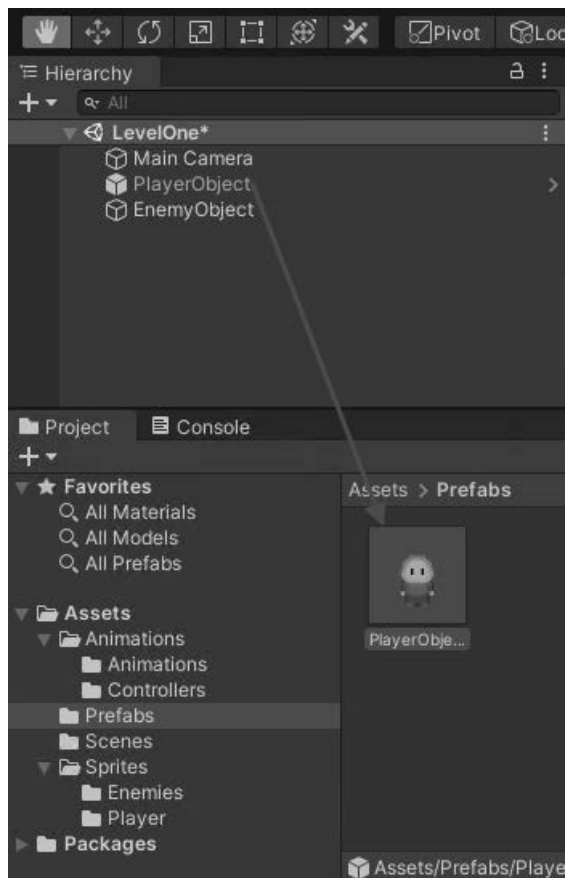 Pivot Loc
Hierarchy
All
LevelOne*
Main Camera
PlayerObject
EnemyObject
Project Console
Favorites
All Materials
All Models
All Prefabs
Assets
Animations
Animations
Controllers
Prefabs
Scenes
Sprites
Enemies
Player
Packages
Assets > Prefabs
PlayerObje...
Assets/Prefabs/Playe